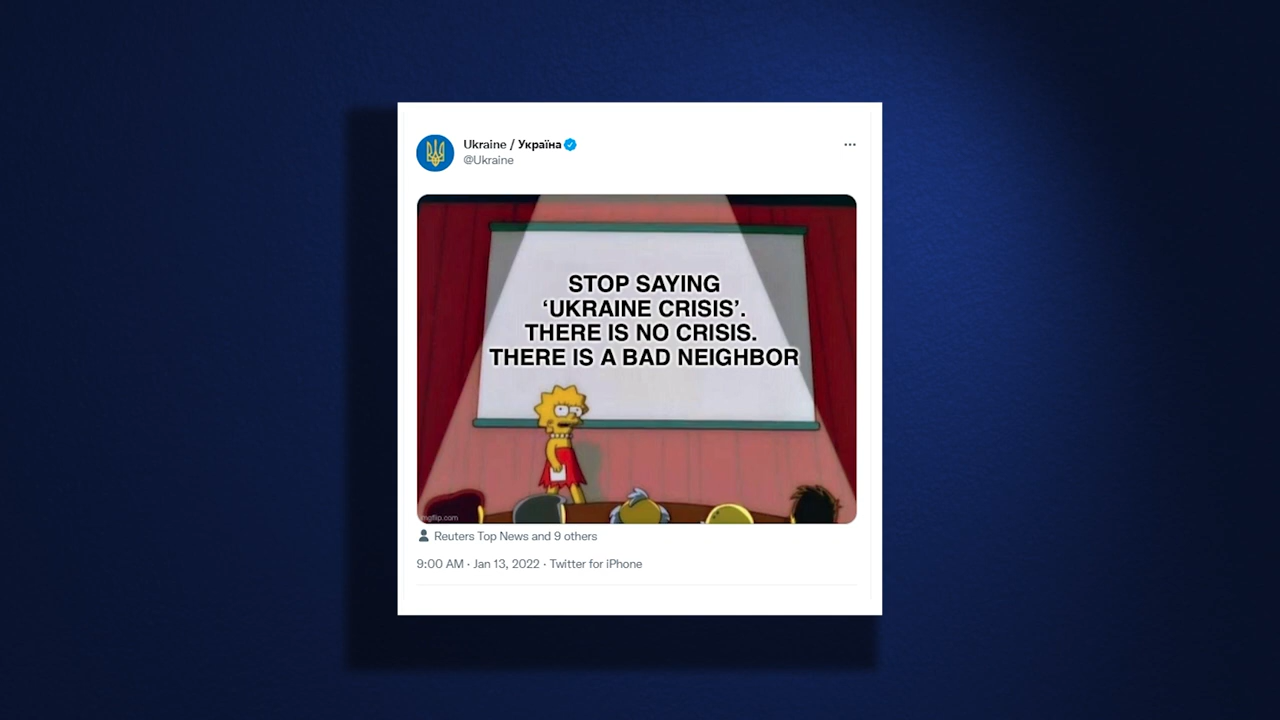 Ukraine / Україна
@Ukraine
STOP SAYING
‘UKRAINE CRISIS’.
THERE IS NO CRISIS.
THERE IS A BAD NEIGHBOR
imgflip.com
Reuters Top News and 9 others
9:00 AM · Jan 13, 2022 · Twitter for iPhone